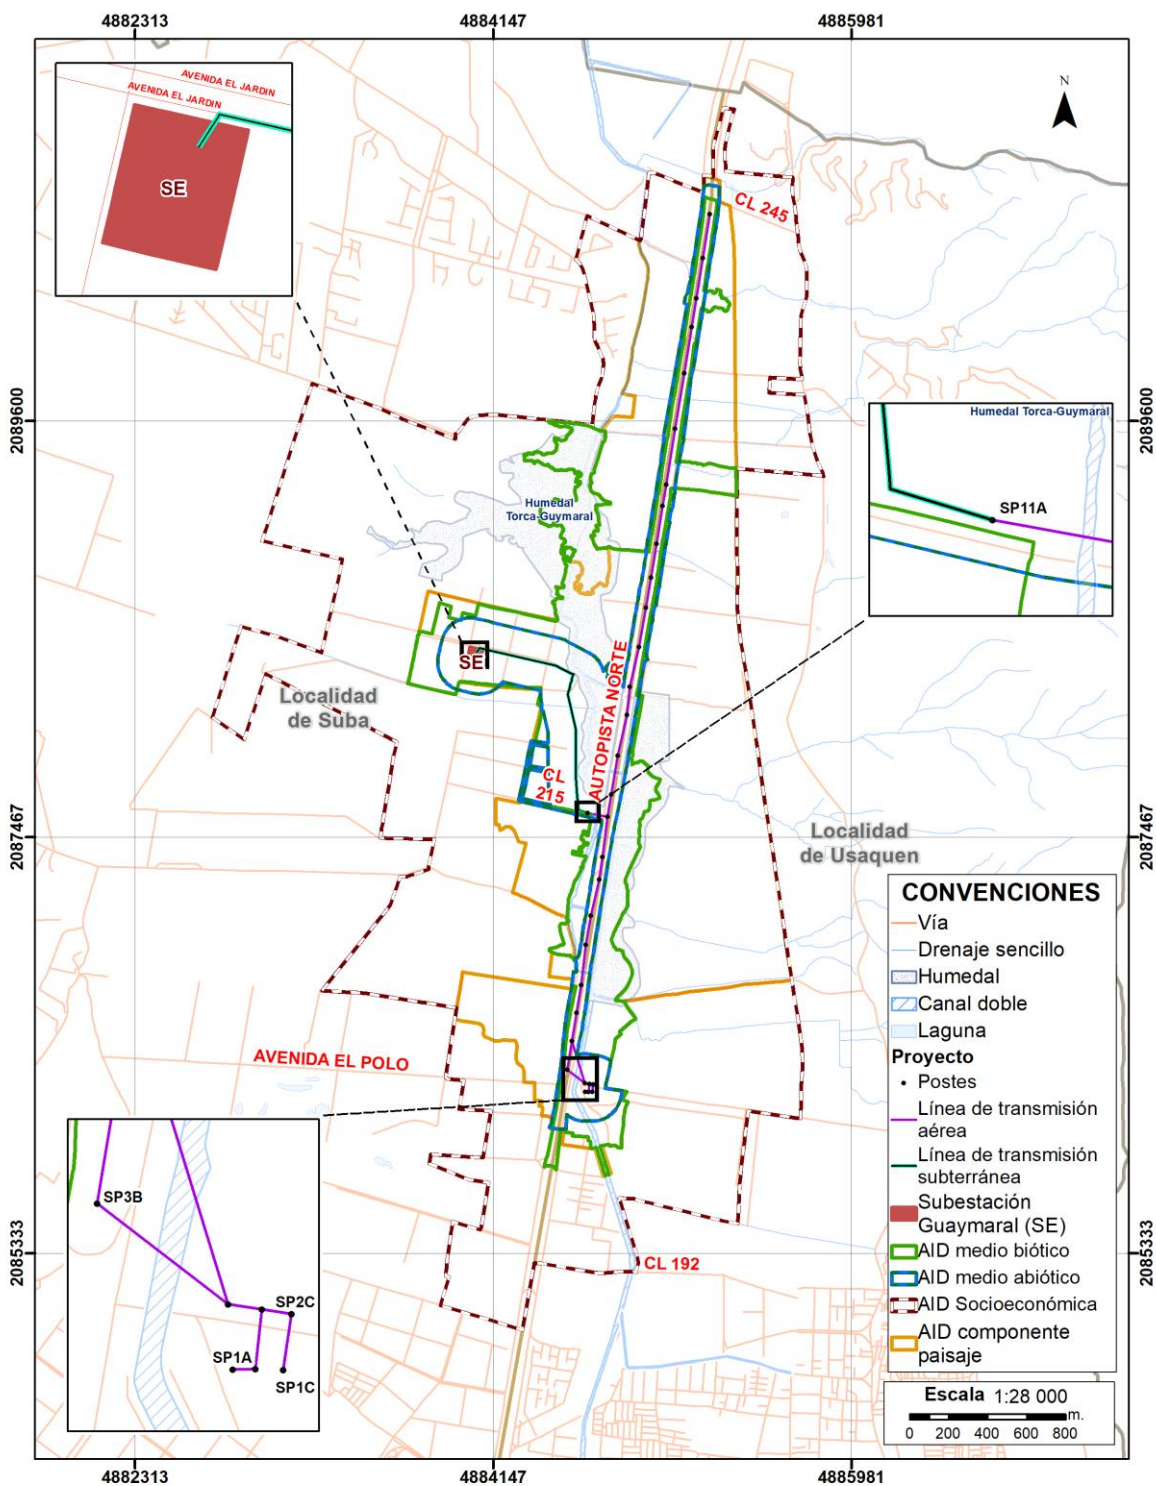 4882313
4884147
4885981
AVENIDA EL JARDIN
AVENIDA EL JARDIN
SE
N
CL 245
2089600
2089600
Humedal Torca-Guymaral
SP11A
Humedal
Torca-Guymaral
SE
Localidad
de Suba
AUTOPISTA NORTE
CL
215
2087467
2087467
Localidad
de Usaquen
CONVENCIONES
Vía
Drenaje sencillo
Humedal
Canal doble
Laguna
Proyecto
Postes
Línea de transmisión
aérea
Línea de transmisión
subterránea
Subestación
Guaymaral (SE)
AID medio biótico
AID medio abiótico
AID Socioeconómica
AID componente
paisaje
AVENIDA EL POLO
SP3B
SP2C
SP1A
SP1C
2085333
2085333
CL 192
Escala 1:28 000
m.
0 200 400 600 800
4882313
4884147
4885981